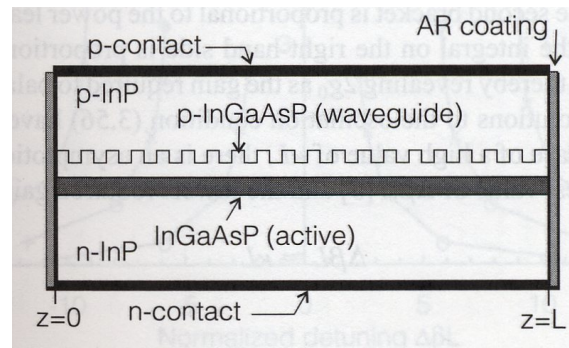 AR coating
p-contact
p-InP
p-InGaAsP (waveguide)
InGaAsP (active)
n-InP
n-contact
z=0
z=L